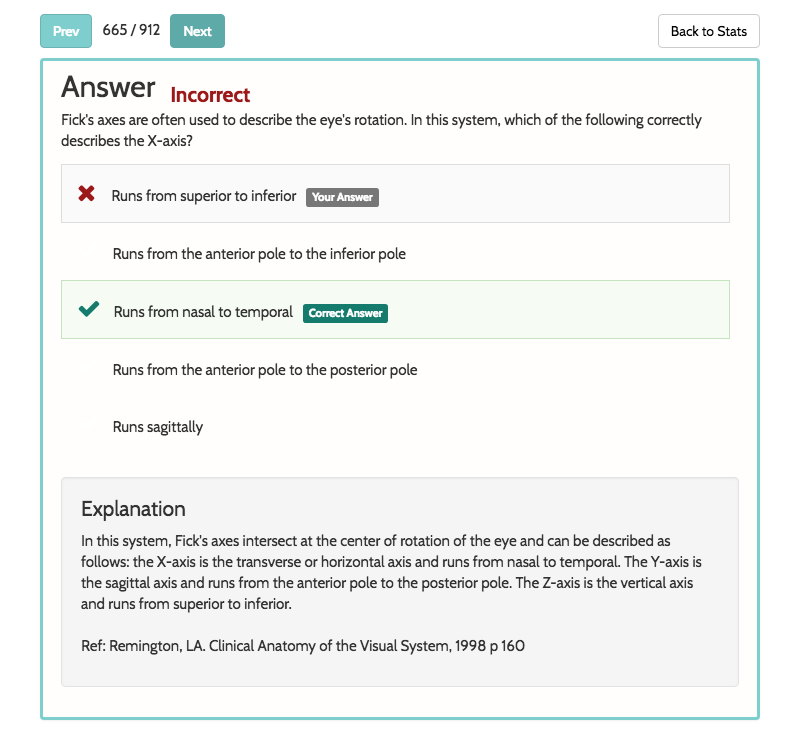 Prev 665 / 912 Next Back to Stats
Answer Incorrect
Fick's axes are often used to describe the eye's rotation. In this system, which of the following correctly
describes the X-axis?
Runs from superior to inferior Your Answer
Runs from the anterior pole to the inferior pole
Runs from nasal to temporal Correct Answer
Runs from the anterior pole to the posterior pole
Runs sagittally
Explanation
In this system, Fick's axes intersect at the center of rotation of the eye and can be described as
follows: the X-axis is the transverse or horizontal axis and runs from nasal to temporal. The Y-axis is
the sagittal axis and runs from the anterior pole to the posterior pole. The Z-axis is the vertical axis
and runs from superior to inferior.
Ref: Remington, LA. Clinical Anatomy of the Visual System, 1998 p 160